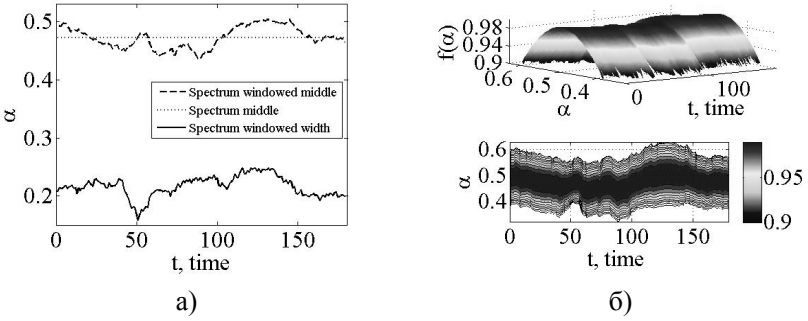 0.5
0.4
0.3
0.2
α
Spectrum windowed middle
Spectrum middle
Spectrum windowed width
0 50 100 150
t, time
а)
f(α)
0.98
0.94
0.9
0.6
0.5
0.4
α
0
100
t, time
α
0.6
0.5
0.4
0 50 100 150
t, time
0.95
0.9
б)